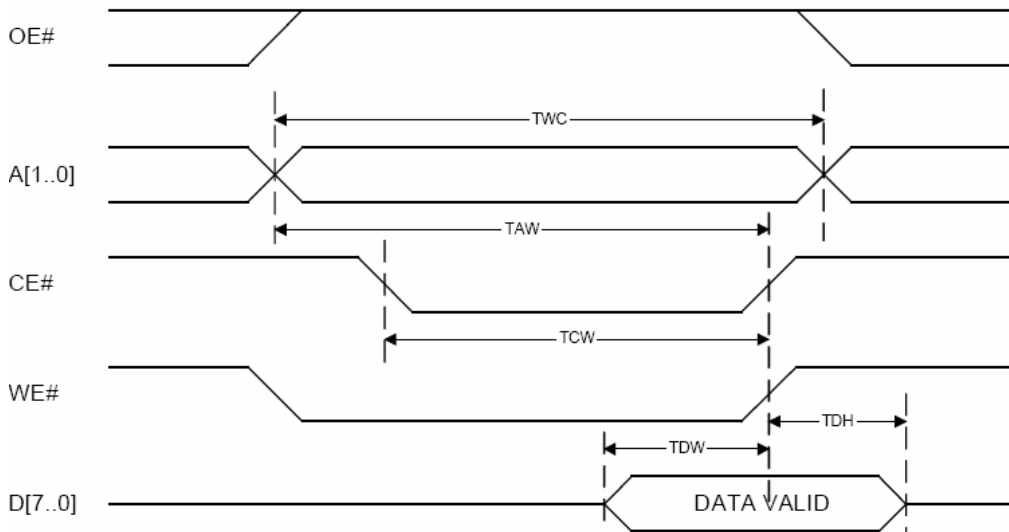 OE#
TWC
A[1..0]
TAW
CE#
TCW
WE#
TDH
TDW
D[7..0]
DATA VALID